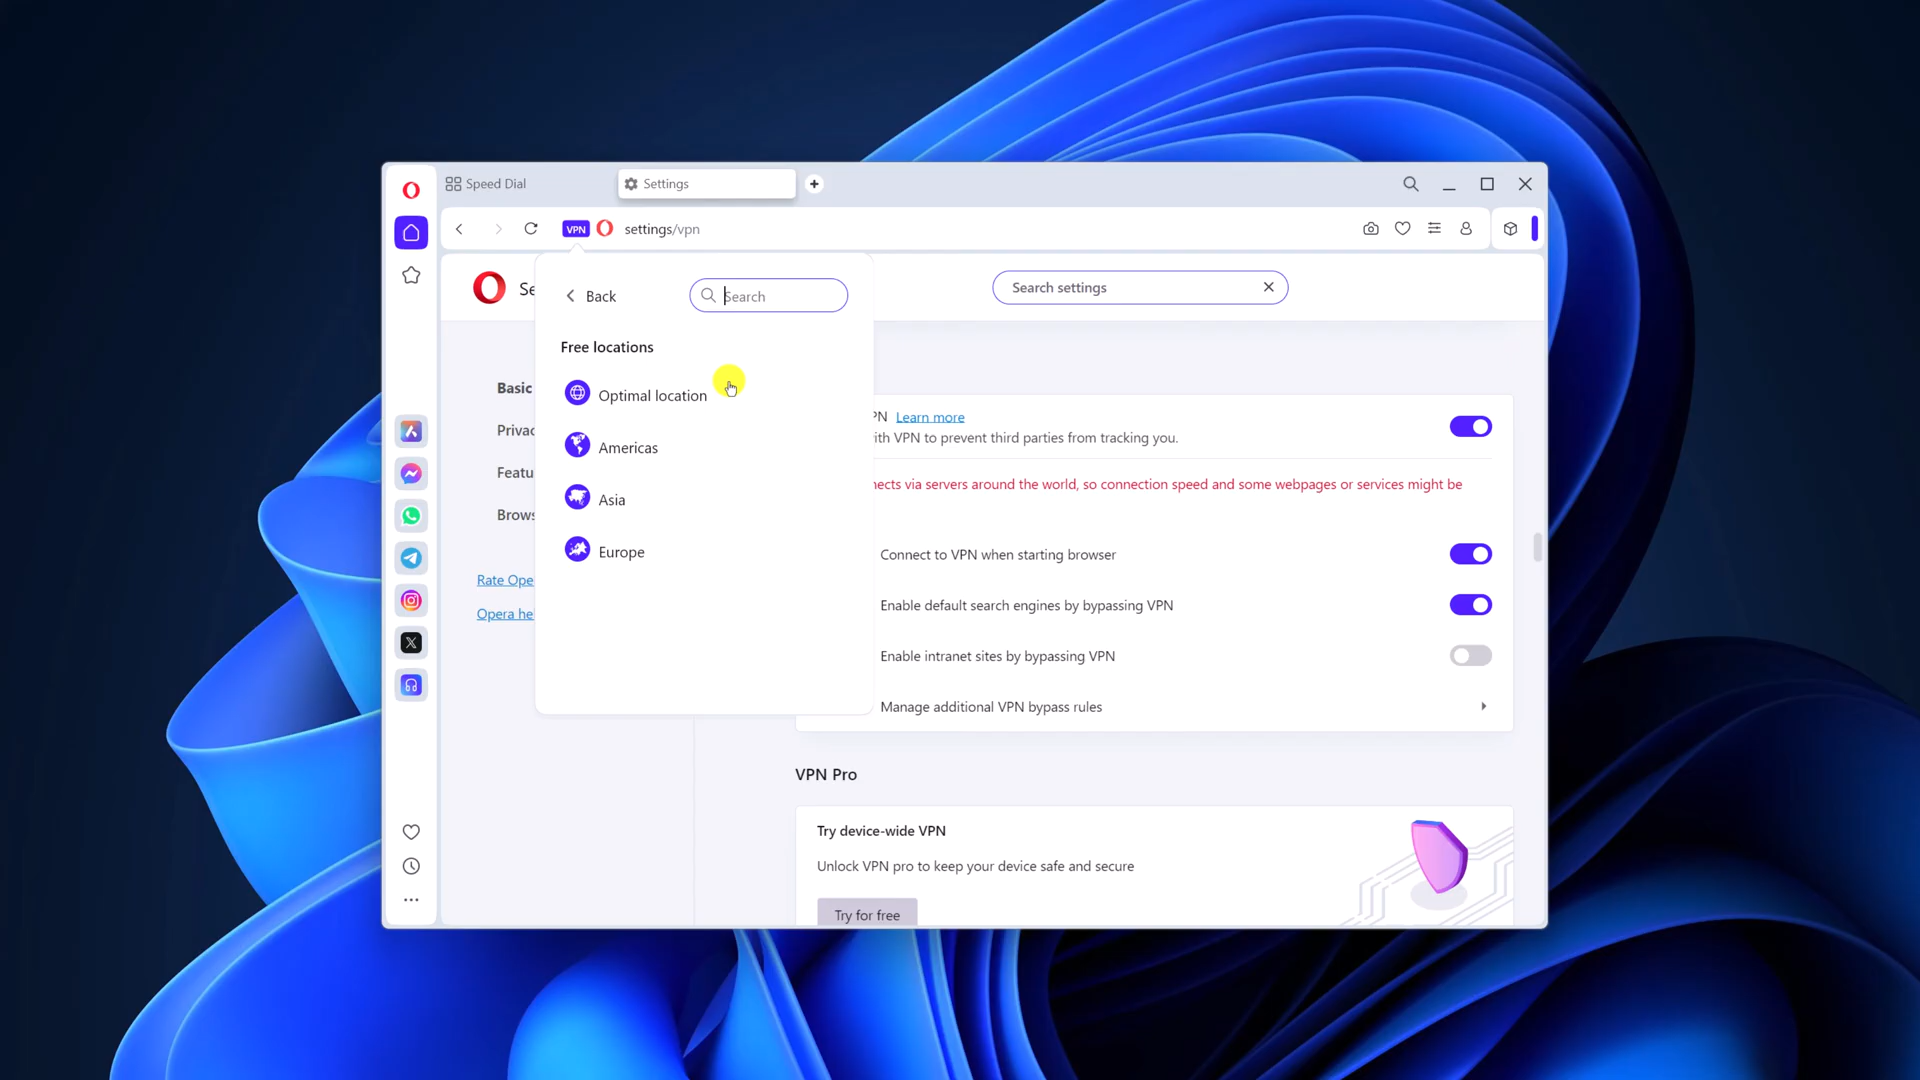 Speed Dial
Settings
VPN
settings/vpn
Se
Search settings
Back
Search
Free locations
Optimal location
Americas
Asia
Europe
Basic
Privac
Featu
Brows
Rate Ope
Opera he
PN Learn more
ith VPN to prevent third parties from tracking you.
nects via servers around the world, so connection speed and some webpages or services might be
Connect to VPN when starting browser
Enable default search engines by bypassing VPN
Enable intranet sites by bypassing VPN
Manage additional VPN bypass rules
VPN Pro
Try device-wide VPN
Unlock VPN pro to keep your device safe and secure
Try for free